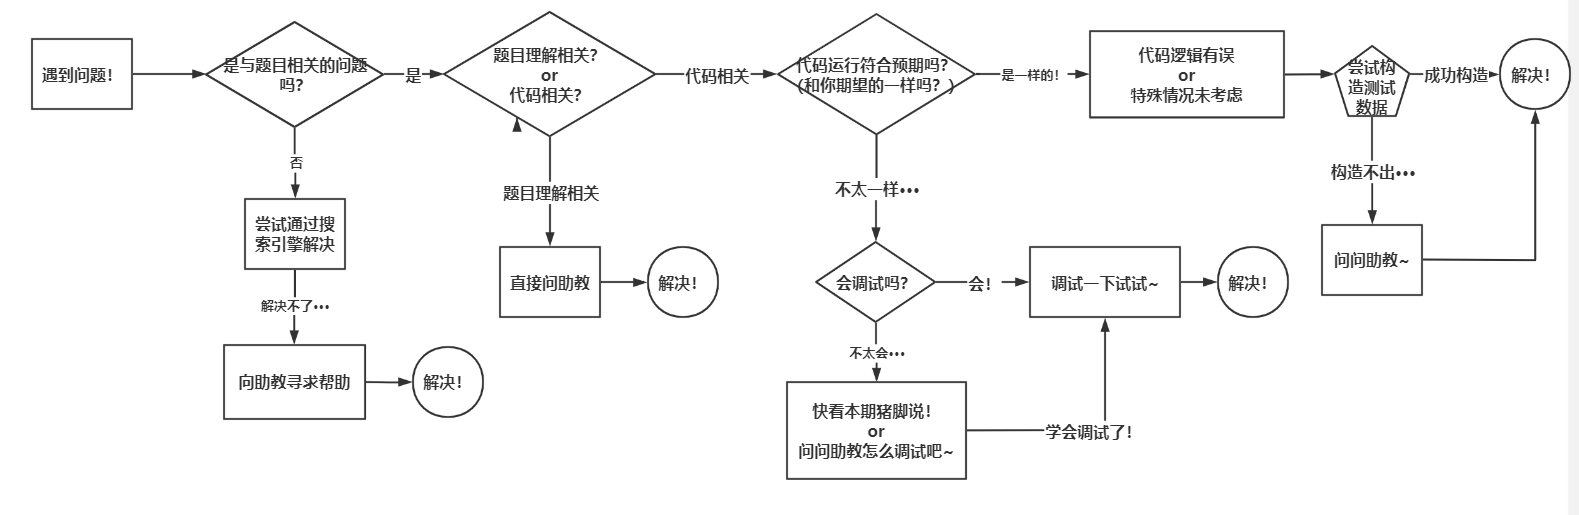 遇到问题！
是与题目相关的问题
吗？
是
题目理解相关？
or
代码相关？
代码相关
代码运行符合预期吗？
(和你期望的一样吗？)
是一样的！
代码逻辑有误
or
特殊情况未考虑
尝试构
造测试
数据
成功构造
解决！
否
尝试通过搜
索引擎解决
解决不了…
向助教寻求帮助
解决！
题目理解相关
直接问助教
解决！
不太一样…
会调试吗？
会！
调试一下试试~
解决！
不太会…
快看本期猪脚说！
or
问问助教怎么调试吧~
学会调试了！
构造不出…
问问助教~